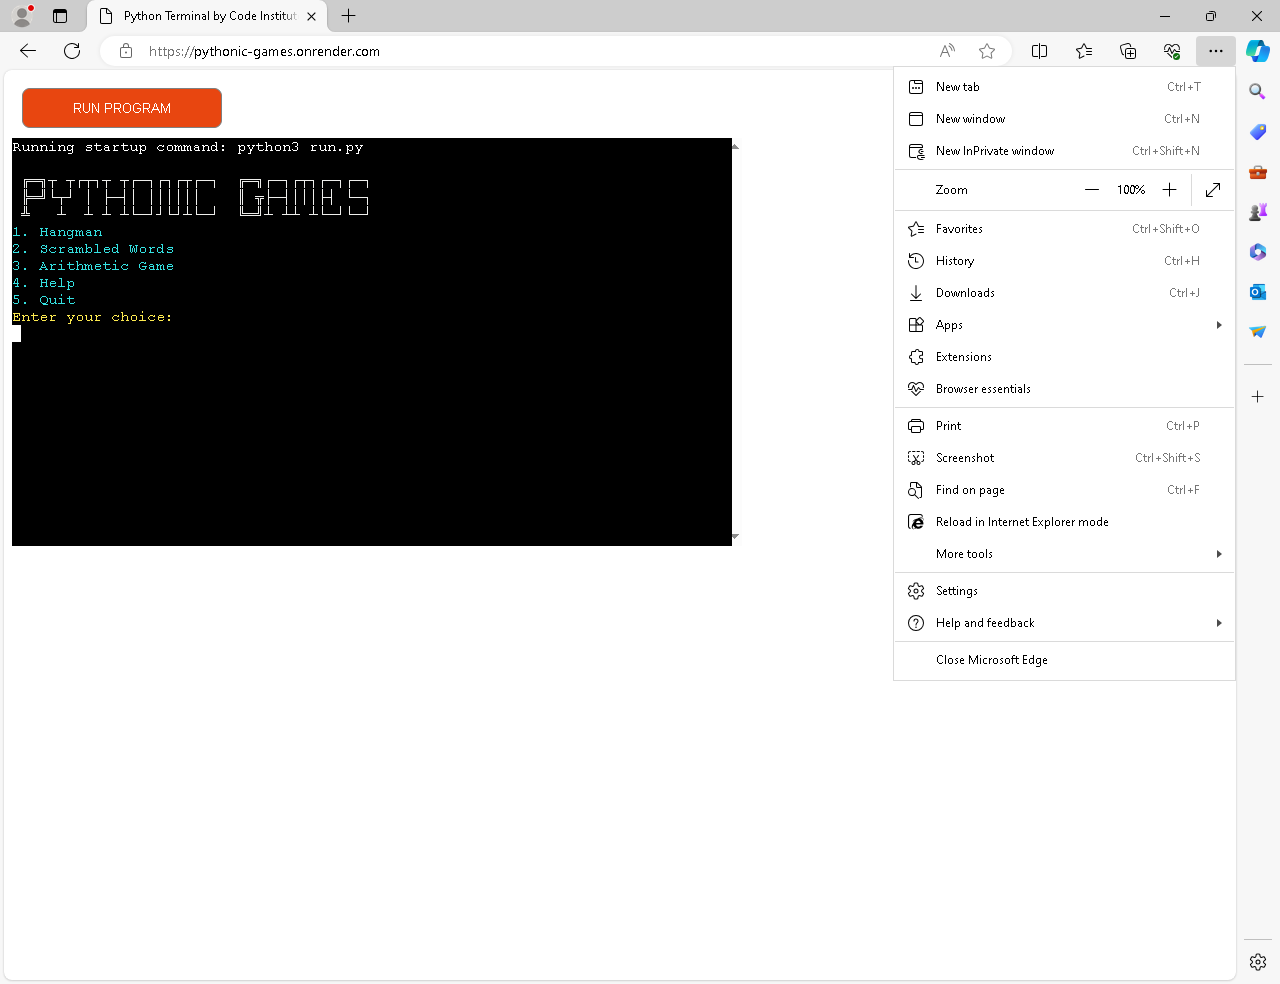 Python Terminal by Code Institut
https://pythonic-games.onrender.com
RUN PROGRAM
Running startup command: python3 run.py
1. Hangman
2. Scrambled Words
3. Arithmetic Game
4. Help
5. Quit
Enter your choice:
New tab Ctrl+T
New window Ctrl+N
New InPrivate window Ctrl+Shift+N
Zoom 100%
Favorites Ctrl+Shift+O
History Ctrl+H
Downloads Ctrl+J
Apps
Extensions
Browser essentials
Print Ctrl+P
Screenshot Ctrl+Shift+S
Find on page Ctrl+F
Reload in Internet Explorer mode
More tools
Settings
Help and feedback
Close Microsoft Edge